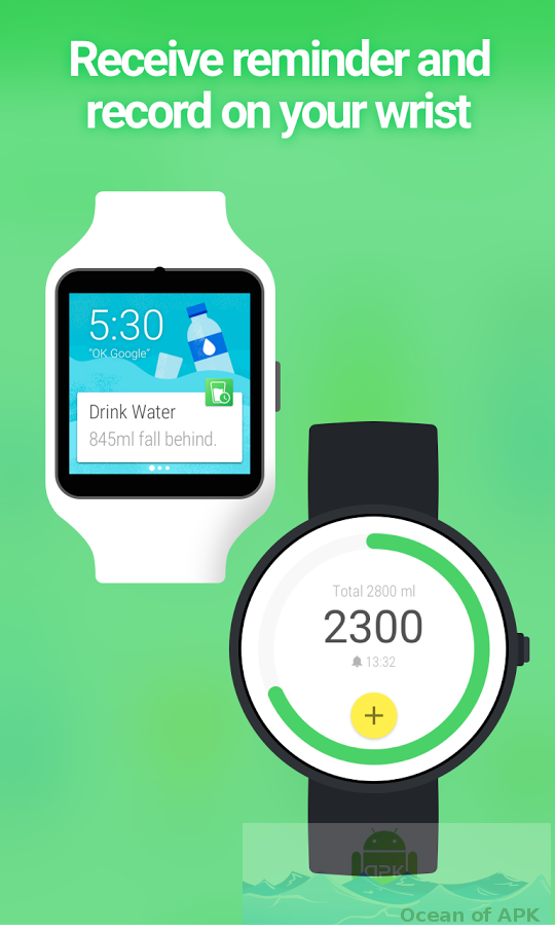 Receive reminder and
record on your wrist
5:30
"OK Google"
Drink Water
845ml fall behind.
Total 2800 ml
2300
13:32
+
APK
Ocean of APK